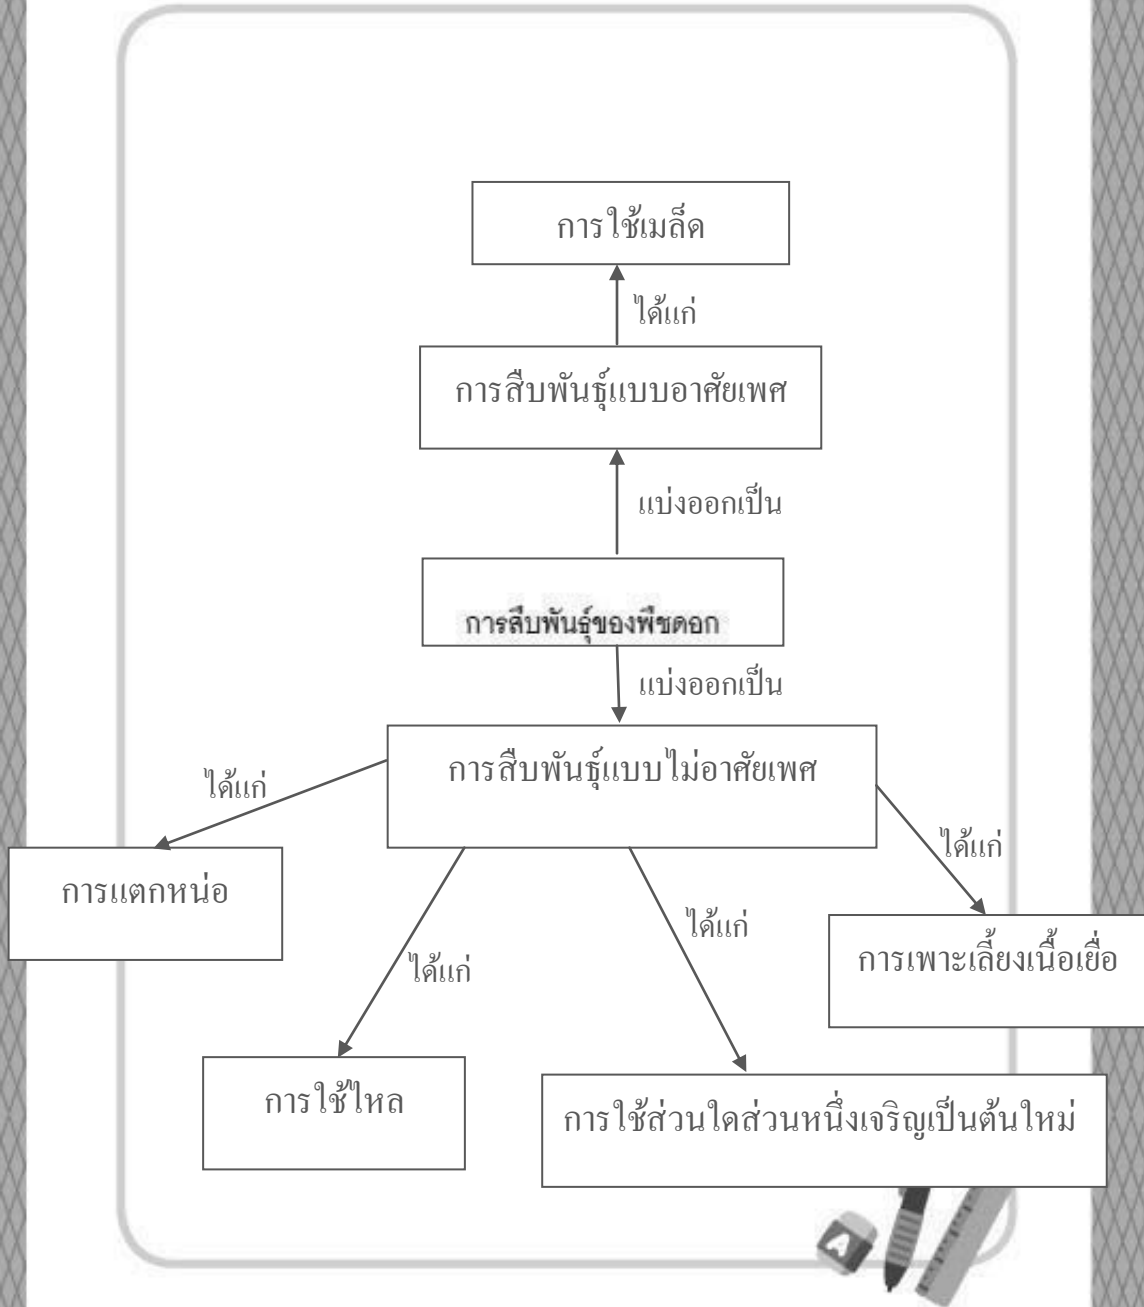 การใช้เมล็ด
ได้แก่
การสืบพันธุ์แบบอาศัยเพศ
แบ่งออกเป็น
การสืบพันธุ์ของพืชดอก
แบ่งออกเป็น
การสืบพันธุ์แบบไม่อาศัยเพศ
ได้แก่
ได้แก่
การแตกหน่อ
ได้แก่
การเพาะเลี้ยงเนื้อเยื่อ
ได้แก่
การใช้ไหล
การใช้ส่วนใดส่วนหนึ่งเจริญเป็นต้นใหม่
A